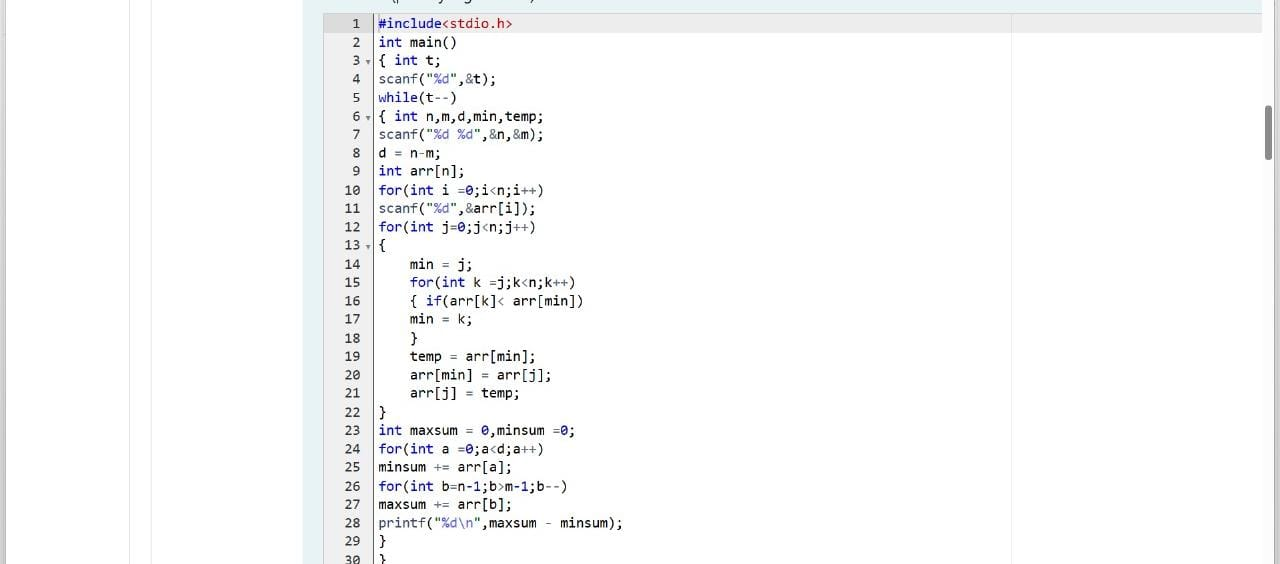 1 #include<stdio.h>
2 int main()
3 { int t;
4 scanf("%d",&t);
5 while(t--)
6 { int n,m,d,min,temp;
7 scanf("%d %d",&n,&m);
8 d = n-m;
9 int arr[n];
10 for(int i =0;i<n;i++)
11 scanf("%d",&arr[i]);
12 for(int j=0;j<n;j++)
13 {
14     min = j;
15     for(int k =j;k<n;k++)
16     { if(arr[k]< arr[min])
17     min = k;
18     }
19     temp = arr[min];
20     arr[min] = arr[j];
21     arr[j] = temp;
22 }
23 int maxsum = 0,minsum =0;
24 for(int a =0;a<d;a++)
25 minsum += arr[a];
26 for(int b=n-1;b>m-1;b--)
27 maxsum += arr[b];
28 printf("%d\n",maxsum - minsum);
29 }
30 }